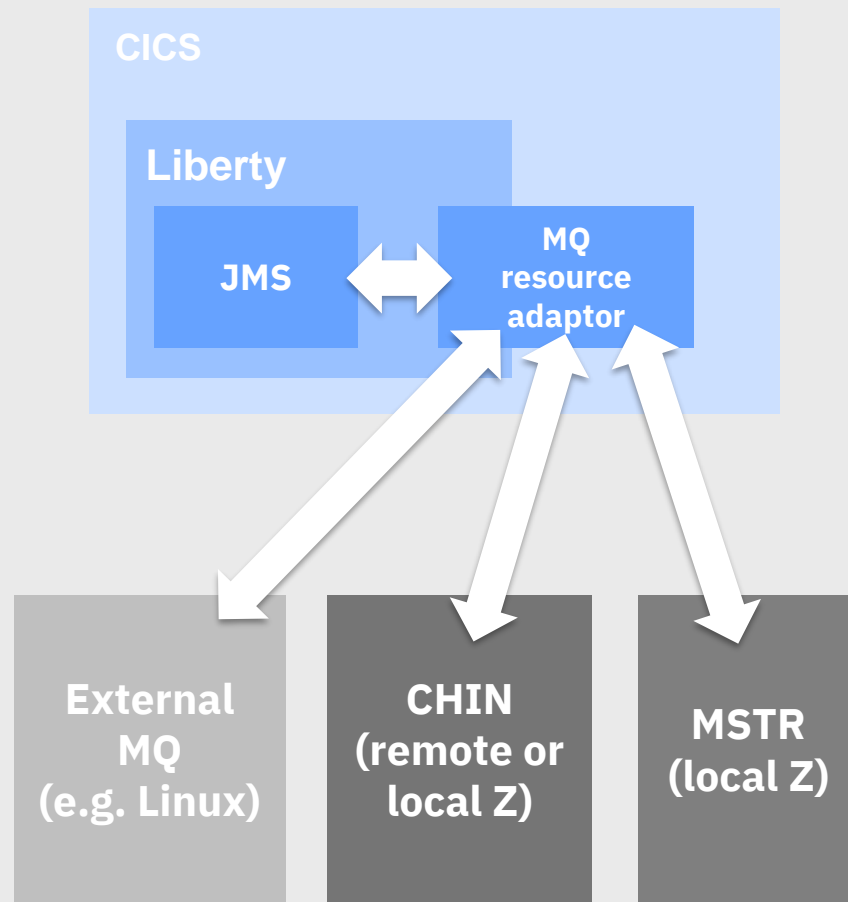 CICS
Liberty
JMS
MQ
resource
adaptor
External
MQ
(e.g. Linux)
CHIN
(remote or
local Z)
MSTR
(local Z)